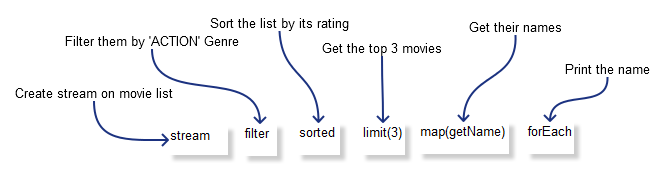 Sort the list by its rating
Get their names
Filter them by 'ACTION' Genre
Get the top 3 movies
Print the name
Create stream on movie list
stream
filter
sorted
limit(3)
map(getName)
forEach